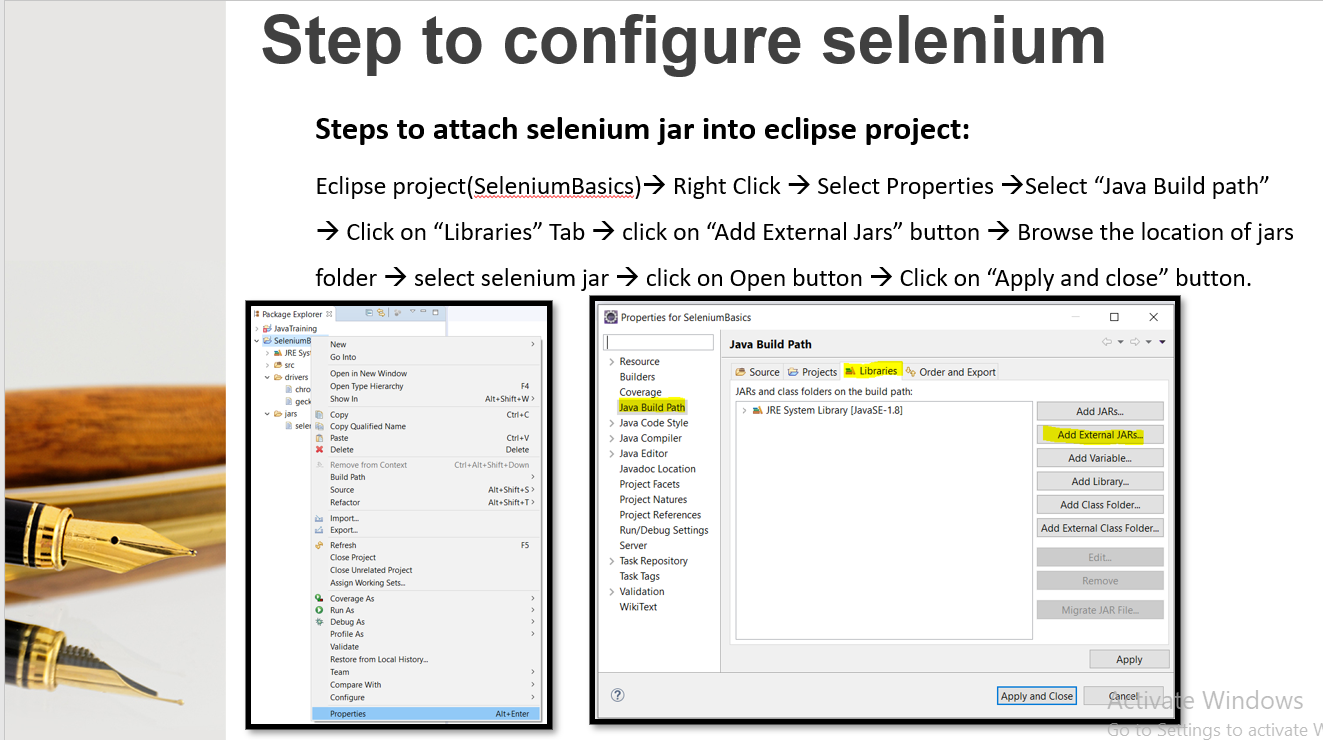 Step to configure selenium
Steps to attach selenium jar into eclipse project:
Eclipse project(SeleniumBasics)→ Right Click → Select Properties →Select “Java Build path”
→ Click on “Libraries” Tab → click on “Add External Jars” button → Browse the location of jars
folder → select selenium jar → click on Open button → Click on “Apply and close” button.
Package Explorer
JavaTraining
SeleniumB
JRE Sys
src
drivers
chro
geck
jars
seler
New
Go Into
Open in New Window
Open Type Hierarchy F4
Show In Alt+Shift+W
Copy Ctrl+C
Copy Qualified Name
Paste Ctrl+V
Delete Delete
Remove from Context Ctrl+Alt+Shift+Down
Build Path
Source Alt+Shift+S
Refactor Alt+Shift+T
Import...
Export...
Refresh F5
Close Project
Close Unrelated Project
Assign Working Sets...
Coverage As
Run As
Debug As
Profile As
Validate
Restore from Local History...
Team
Compare With
Configure
Properties Alt+Enter
Properties for SeleniumBasics
Resource
Builders
Coverage
Java Build Path
Java Code Style
Java Compiler
Java Editor
Javadoc Location
Project Facets
Project Natures
Project References
Run/Debug Settings
Server
Task Repository
Task Tags
Validation
WikiText
Java Build Path
Source Projects Libraries Order and Export
JARs and class folders on the build path:
JRE System Library [JavaSE-1.8]
Add JARs...
Add External JARs...
Add Variable...
Add Library...
Add Class Folder...
Add External Class Folder...
Edit...
Remove
Migrate JAR File...
Apply
Apply and Close Cancel
Activate Windows
Go to Settings to activate W